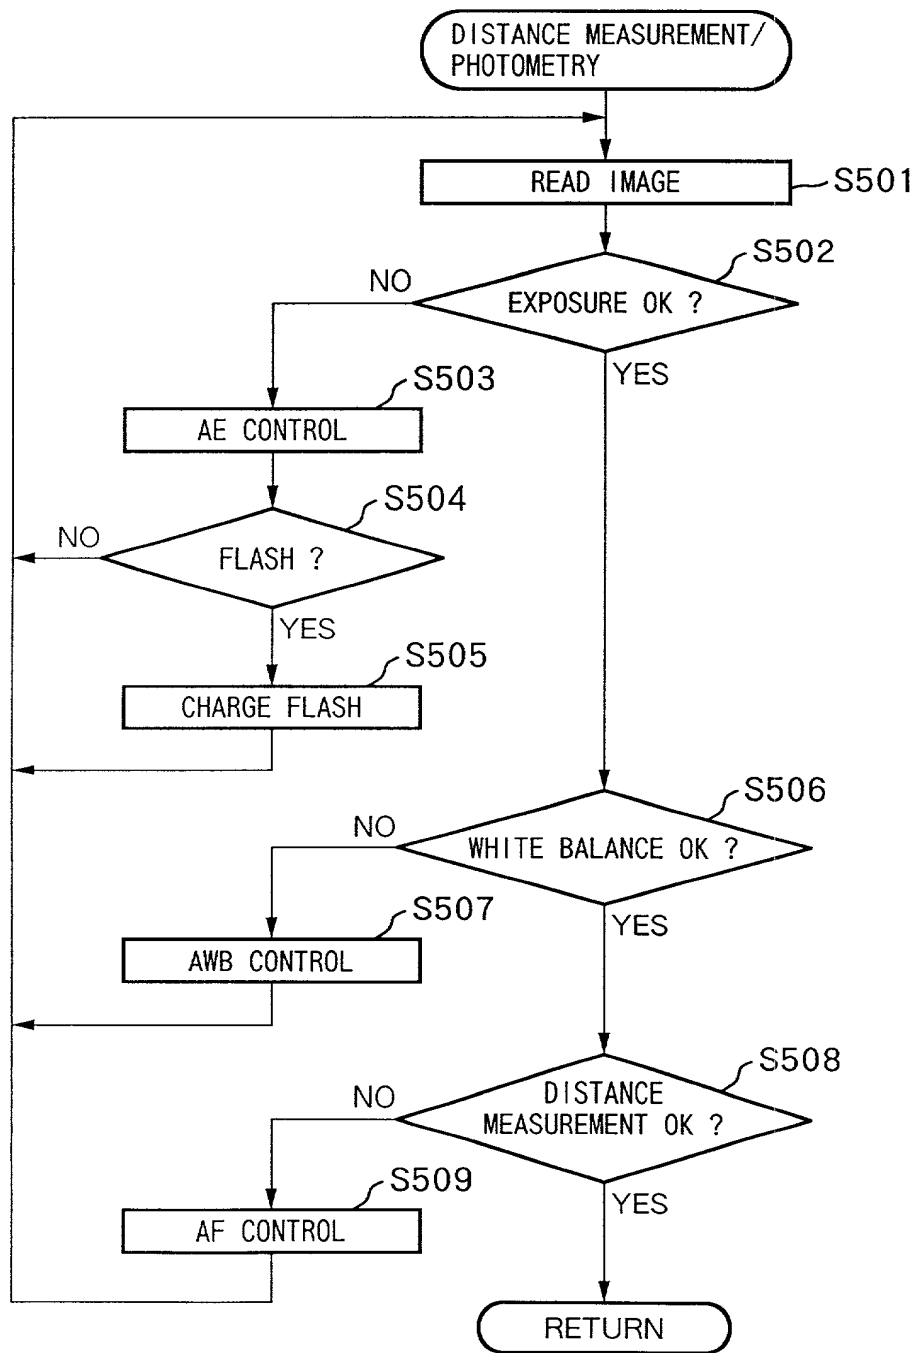 DISTANCE MEASUREMENT/
PHOTOMETRY
READ IMAGE
S501
S502
NO
EXPOSURE OK ?
YES
S503
AE CONTROL
S504
NO
FLASH ?
YES
S505
CHARGE FLASH
S506
NO
WHITE BALANCE OK ?
YES
S507
AWB CONTROL
S508
NO
DISTANCE
MEASUREMENT OK ?
YES
S509
AF CONTROL
RETURN